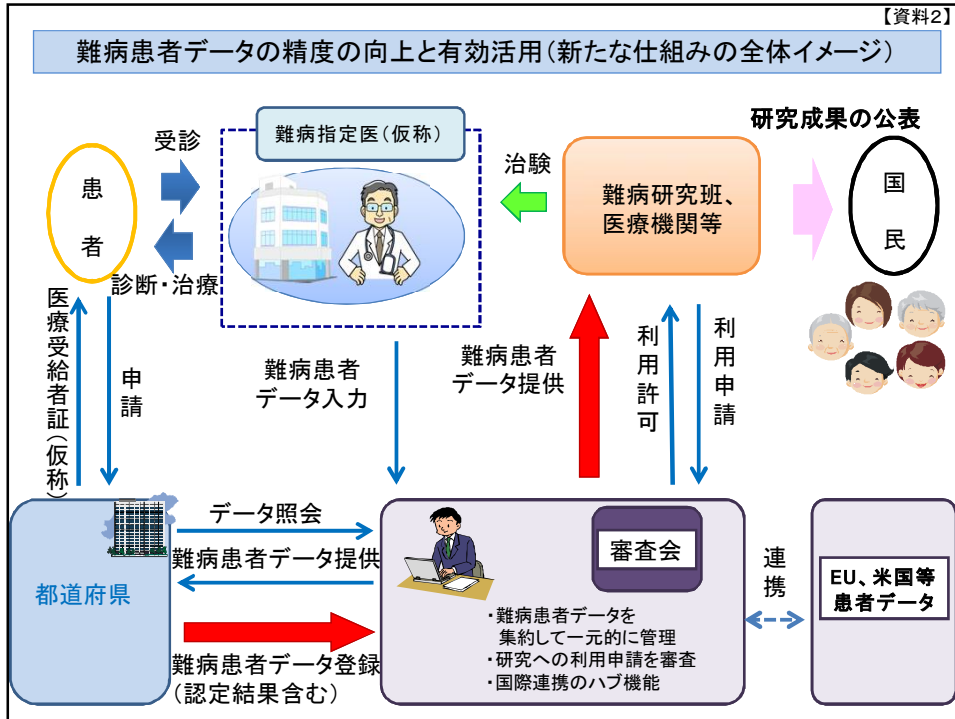 【資料2】
難病患者データの精度の向上と有効活用(新たな仕組みの全体イメージ)
患者
受診
診断・治療
難病指定医(仮称)
治験
難病研究班、
医療機関等
研究成果の公表
国民
医療受給者証(仮称)
申請
難病患者
データ入力
難病患者
データ提供
利用許可
利用申請
都道府県
データ照会
難病患者データ提供
難病患者データ登録
(認定結果含む)
審査会
・難病患者データを
集約して一元的に管理
・研究への利用申請を審査
・国際連携のハブ機能
連携
EU、米国等
患者データ